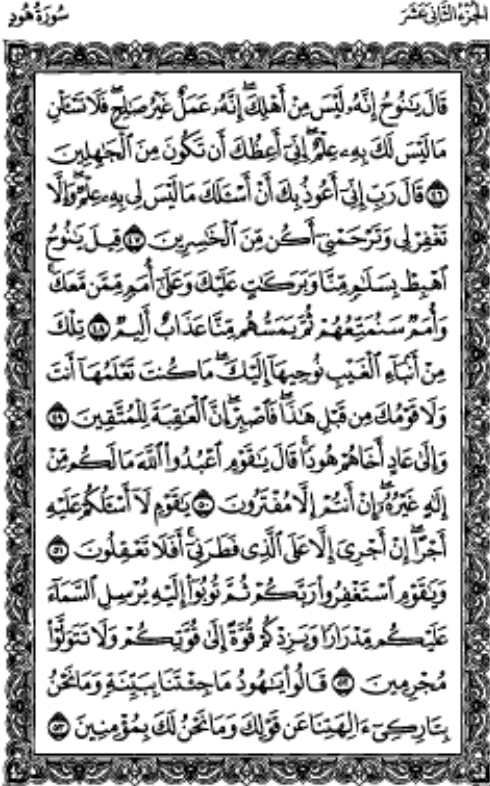 الجزء الثاني عشر
سورة هود
قَالَ يَٰنُوحُ إِنَّهُۥ لَيْسَ مِنْ أَهْلِكَ ۖ إِنَّهُۥ عَمَلٌ غَيْرُ صَٰلِحٍ ۖ فَلَا تَسْـَٔلْنِ
مَا لَيْسَ لَكَ بِهِۦ عِلْمٌ ۖ إِنِّىٓ أَعِظُكَ أَن تَكُونَ مِنَ ٱلْجَٰهِلِينَ
٤٦ قَالَ رَبِّ إِنِّىٓ أَعُوذُ بِكَ أَنْ أَسْـَٔلَكَ مَا لَيْسَ لِى بِهِۦ عِلْمٌ ۖ وَإِلَّا
تَغْفِرْ لِى وَتَرْحَمْنِىٓ أَكُن مِّنَ ٱلْخَٰسِرِينَ ٤٧ قِيلَ يَٰنُوحُ
ٱهْبِطْ بِسَلَٰمٍ مِّنَّا وَبَرَكَٰتٍ عَلَيْكَ وَعَلَىٰٓ أُمَمٍ مِّمَّن مَّعَكَ ۚ
وَأُمَمٌ سَنُمَتِّعُهُمْ ثُمَّ يَمَسُّهُم مِّنَّا عَذَابٌ أَلِيمٌ ٤٨ تِلْكَ
مِنْ أَنۢبَآءِ ٱلْغَيْبِ نُوحِيهَآ إِلَيْكَ ۖ مَا كُنتَ تَعْلَمُهَآ أَنتَ
وَلَا قَوْمُكَ مِن قَبْلِ هَٰذَا ۖ فَٱصْبِرْ ۖ إِنَّ ٱلْعَٰقِبَةَ لِلْمُتَّقِينَ ٤٩
وَإِلَىٰ عَادٍ أَخَاهُمْ هُودًا ۚ قَالَ يَٰقَوْمِ ٱعْبُدُوا۟ ٱللَّهَ مَا لَكُم مِّنْ
إِلَٰهٍ غَيْرُهُۥٓ ۖ إِنْ أَنتُمْ إِلَّا مُفْتَرُونَ ٥٠ يَٰقَوْمِ لَآ أَسْـَٔلُكُمْ عَلَيْهِ
أَجْرًا ۖ إِنْ أَجْرِىَ إِلَّا عَلَى ٱلَّذِى فَطَرَنِىٓ ۚ أَفَلَا تَعْقِلُونَ ٥١
وَيَٰقَوْمِ ٱسْتَغْفِرُوا۟ رَبَّكُمْ ثُمَّ تُوبُوٓا۟ إِلَيْهِ يُرْسِلِ ٱلسَّمَآءَ
عَلَيْكُم مِّدْرَارًا وَيَزِدْكُمْ قُوَّةً إِلَىٰ قُوَّتِكُمْ وَلَا تَتَوَلَّوْا۟
مُجْرِمِينَ ٥٢ قَالُوا۟ يَٰهُودُ مَا جِئْتَنَا بِبَيِّنَةٍ وَمَا نَحْنُ
بِتَارِكِىٓ ءَالِهَتِنَا عَن قَوْلِكَ وَمَا نَحْنُ لَكَ بِمُؤْمِنِينَ ٥٣